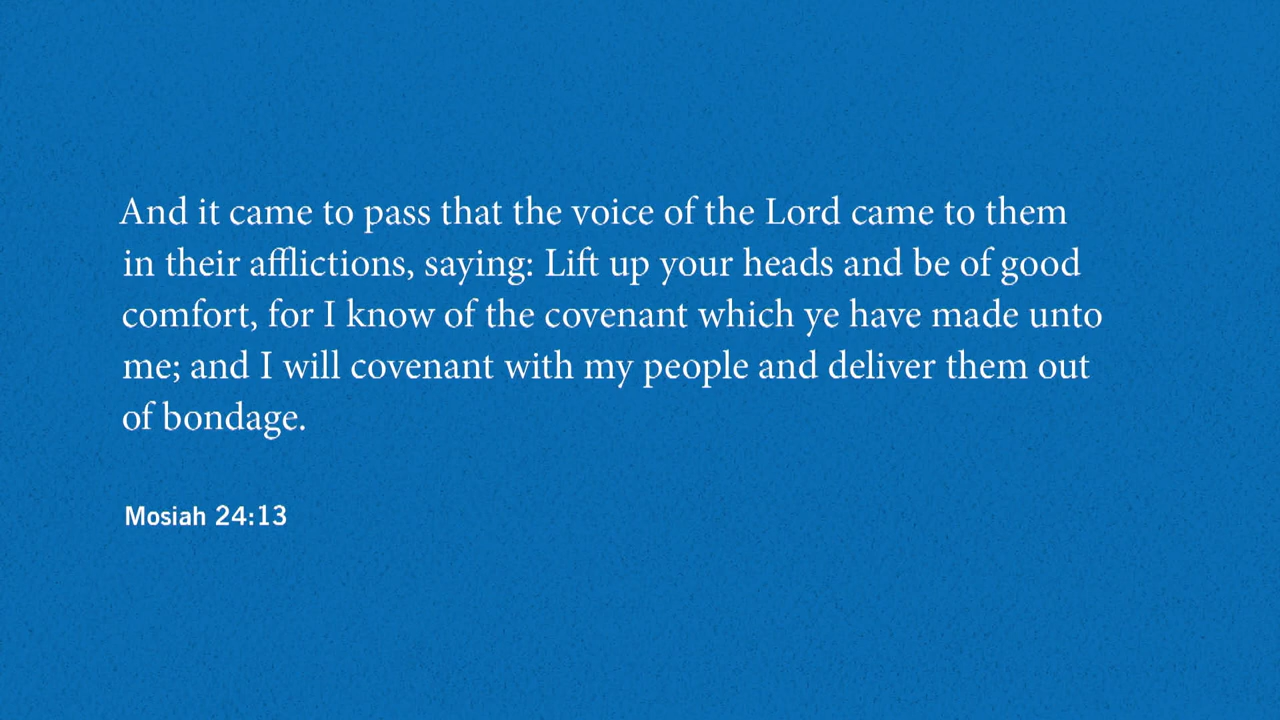 And it came to pass that the voice of the Lord came to them
in their afflictions, saying: Lift up your heads and be of good
comfort, for I know of the covenant which ye have made unto
me; and I will covenant with my people and deliver them out
of bondage.
Mosiah 24:13